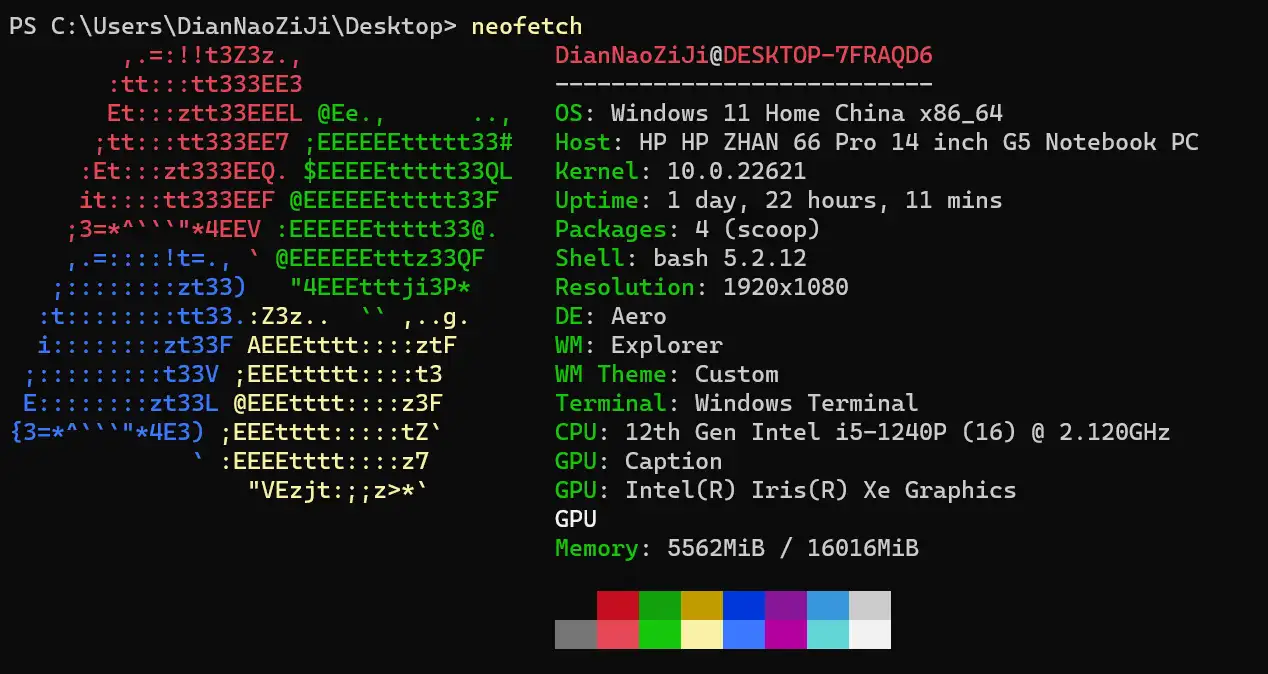 PS C:\Users\DianNaoZiJi\Desktop> neofetch
        ,.=:!!t3Z3z.,                  DianNaoZiJi@DESKTOP-7FRAQD6
       :tt:::tt333EE3                  ---------------------------
       Et:::ztt33EEEL @Ee.,      ..,   OS: Windows 11 Home China x86_64
      ;tt:::tt333EE7 ;EEEEEEttttt33#   Host: HP HP ZHAN 66 Pro 14 inch G5 Notebook PC
     :Et:::zt333EEQ. $EEEEEttttt33QL   Kernel: 10.0.22621
     it::::tt333EEF @EEEEEEttttt33F    Uptime: 1 day, 22 hours, 11 mins
    ;3=*^```"*4EEV :EEEEEEttttt33@.    Packages: 4 (scoop)
    ,.=::::!t=., ` @EEEEEEtttz33QF     Shell: bash 5.2.12
   ;::::::::zt33)   "4EEEtttji3P*      Resolution: 1920x1080
  :t::::::::tt33.:Z3z..  `` ,..g.      DE: Aero
  i::::::::zt33F AEEEtttt::::ztF       WM: Explorer
 ;:::::::::t33V ;EEEttttt::::t3        WM Theme: Custom
 E::::::::zt33L @EEEtttt::::z3F        Terminal: Windows Terminal
{3=*^```"*4E3) ;EEEtttt:::::tZ`        CPU: 12th Gen Intel i5-1240P (16) @ 2.120GHz
             ` :EEEEtttt::::z7         GPU: Caption
                 "VEzjt:;;z>*`         GPU: Intel(R) Iris(R) Xe Graphics
                                       GPU
                                       Memory: 5562MiB / 16016MiB